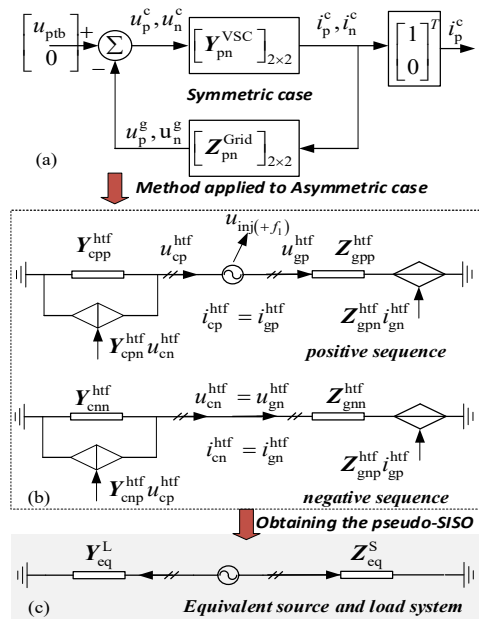 [u_ptb 0] + − Σ u_p^c, u_n^c [Y_pn^VSC]_2×2 i_p^c, i_n^c [1 0]^T i_p^c
Symmetric case
u_p^g, u_n^g [Z_pn^Grid]_2×2
(a)
Method applied to Asymmetric case
u_inj(+f_1)
Y_cpp^htf u_cp^htf u_gp^htf Z_gpp^htf
i_cp^htf = i_gp^htf
Y_cpn^htf u_cn^htf Z_gpn^htf i_gn^htf
positive sequence
Y_cnn^htf u_cn^htf = u_gn^htf Z_gnn^htf
i_cn^htf = i_gn^htf
Y_cnp^htf u_cp^htf Z_gnp^htf i_gp^htf
(b) negative sequence
Obtaining the pseudo-SISO
Y_eq^L Z_eq^S
(c) Equivalent source and load system